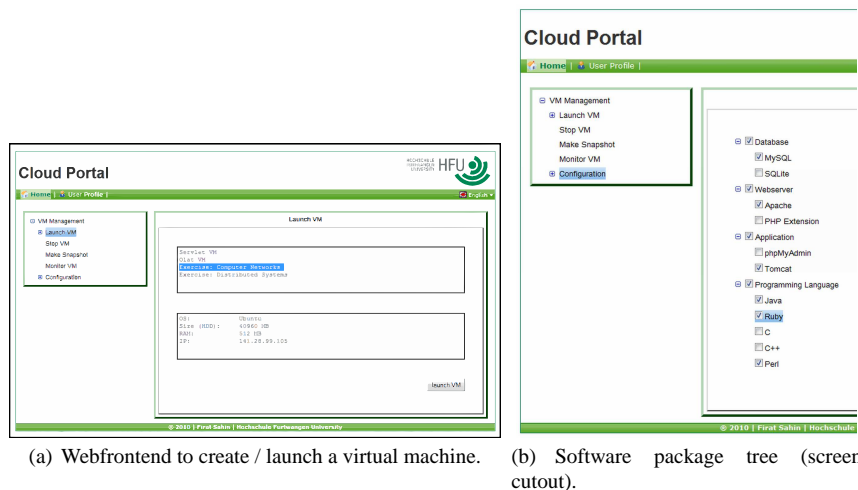 Cloud Portal
HOCHSCHULE
FURTWANGEN
UNIVERSITY
HFU
Home | User Profile |
English
VM Management
Launch VM
Stop VM
Make Snapshot
Monitor VM
Configuration
Launch VM
Servlet VM
Olat VM
Exercise: Computer Networks
Exercise: Distributed Systems
OS: Ubuntu
Size (HDD): 40960 MB
RAM: 512 MB
IP: 141.28.99.106
launch VM
© 2010 | Firat Sahin | Hochschule Furtwangen University
(a) Webfrontend to create / launch a virtual machine.
Cloud Portal
Home | User Profile |
VM Management
Launch VM
Stop VM
Make Snapshot
Monitor VM
Configuration
Database
MySQL
SQLite
Webserver
Apache
PHP Extension
Application
phpMyAdmin
Tomcat
Programming Language
Java
Ruby
C
C++
Perl
© 2010 | Firat Sahin | Hochschule
(b) Software package tree (screen
cutout).